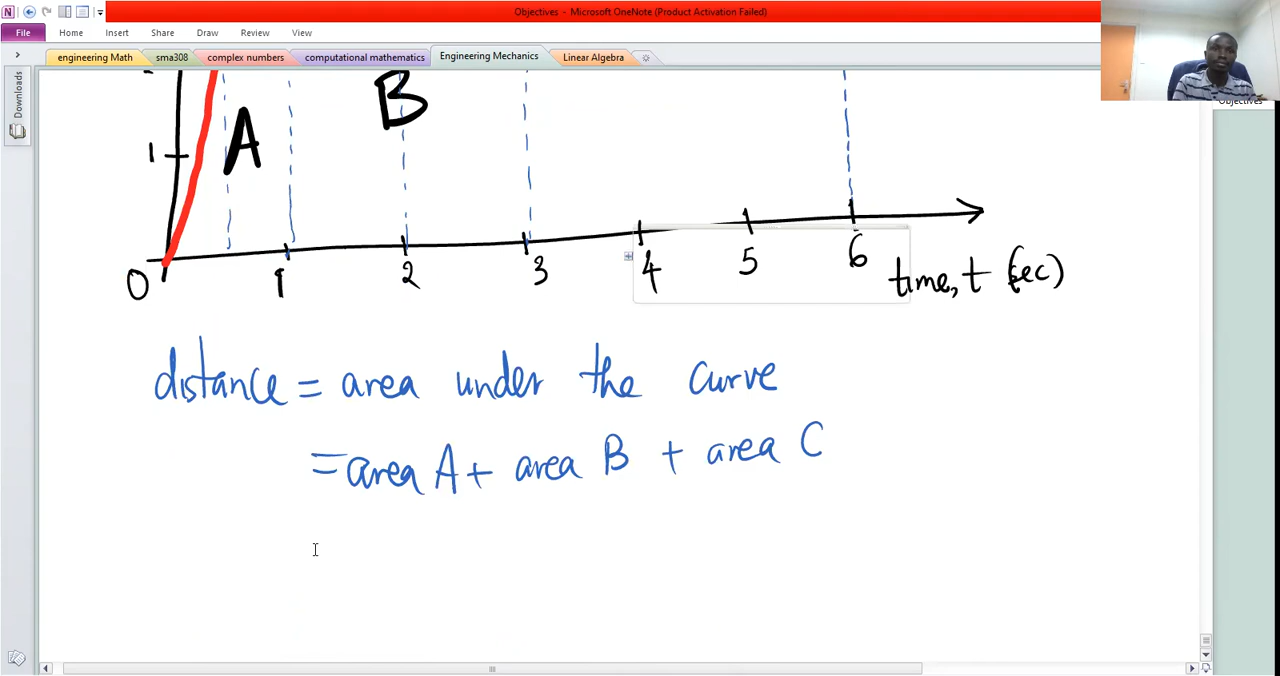 Objectives - Microsoft OneNote (Product Activation Failed)
File Home Insert Share Draw Review View
engineering Math sma308 complex numbers computational mathematics Engineering Mechanics Linear Algebra
Downloads
Objectives
B
A
1
0 1 2 3 4 5 6 time, t (sec)
distance = area under the curve
= area A + area B + area C